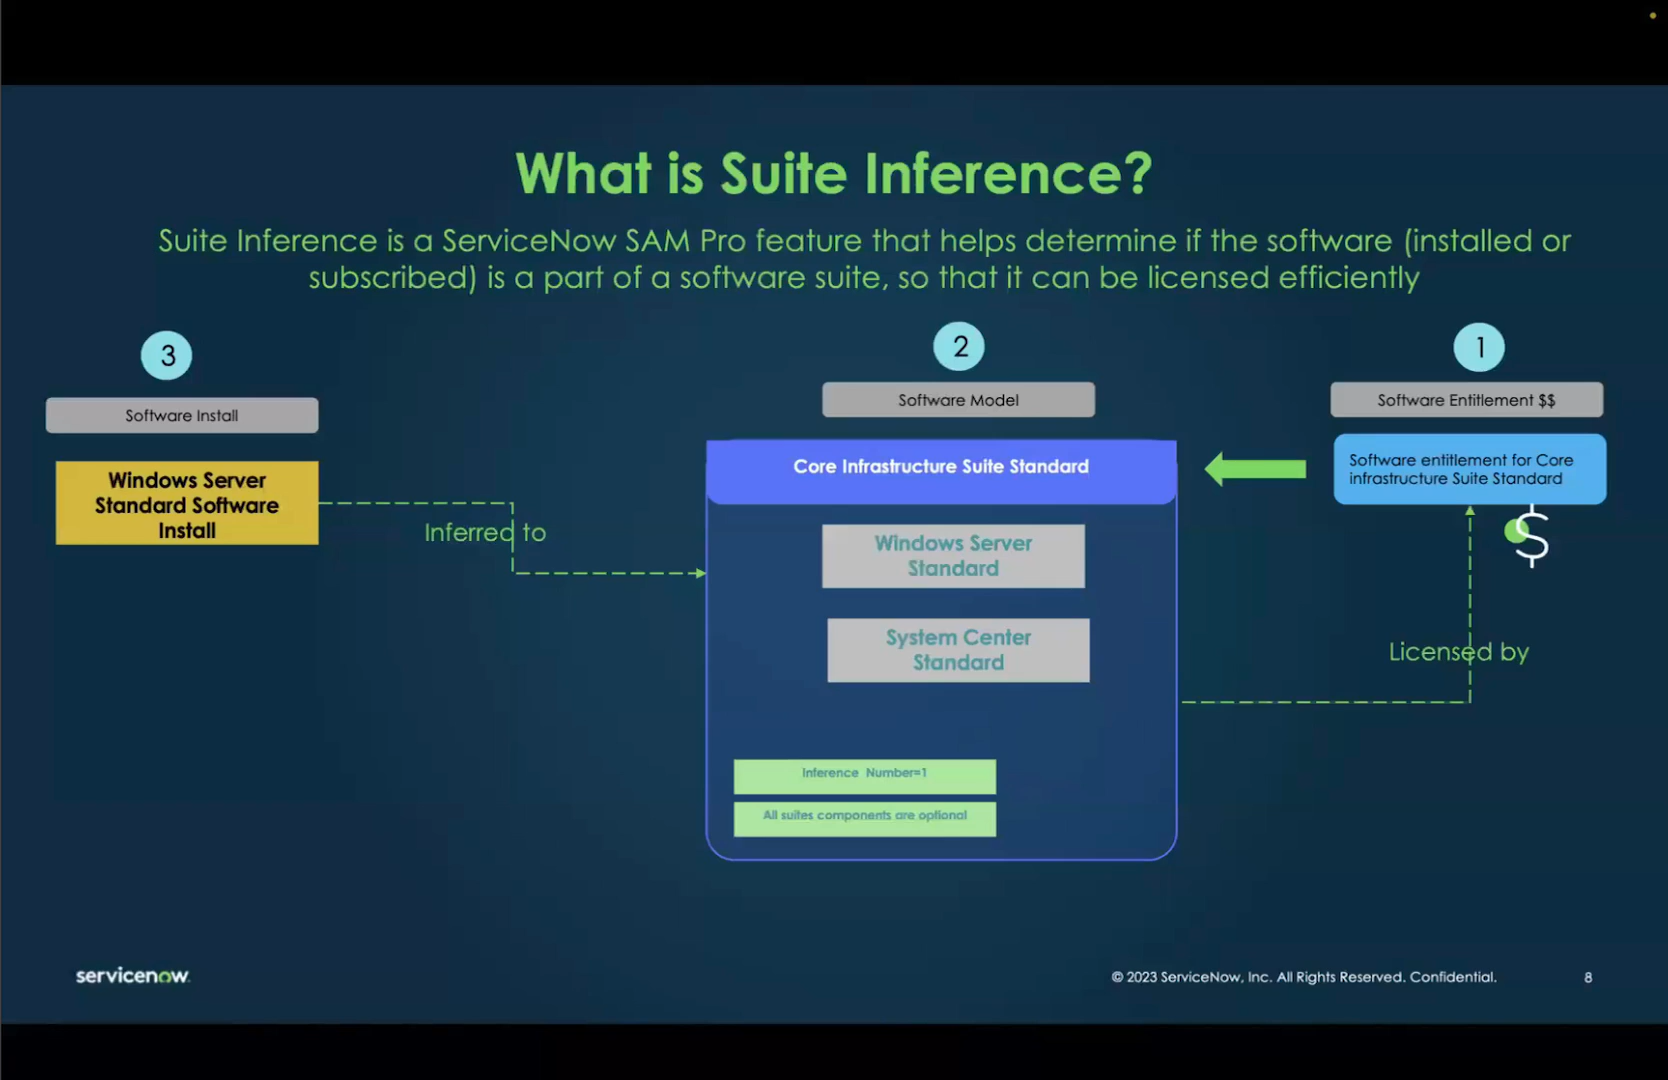 What is Suite Inference?
Suite Inference is a ServiceNow SAM Pro feature that helps determine if the software (installed or
subscribed) is a part of a software suite, so that it can be licensed efficiently
3
Software Install
Windows Server
Standard Software
Install
Inferred to
2
Software Model
Core Infrastructure Suite Standard
Windows Server
Standard
System Center
Standard
Inference Number=1
All suites components are optional
1
Software Entitlement $$
Software entitlement for Core
infrastructure Suite Standard
$
Licensed by
servicenow
© 2023 ServiceNow, Inc. All Rights Reserved. Confidential.
8